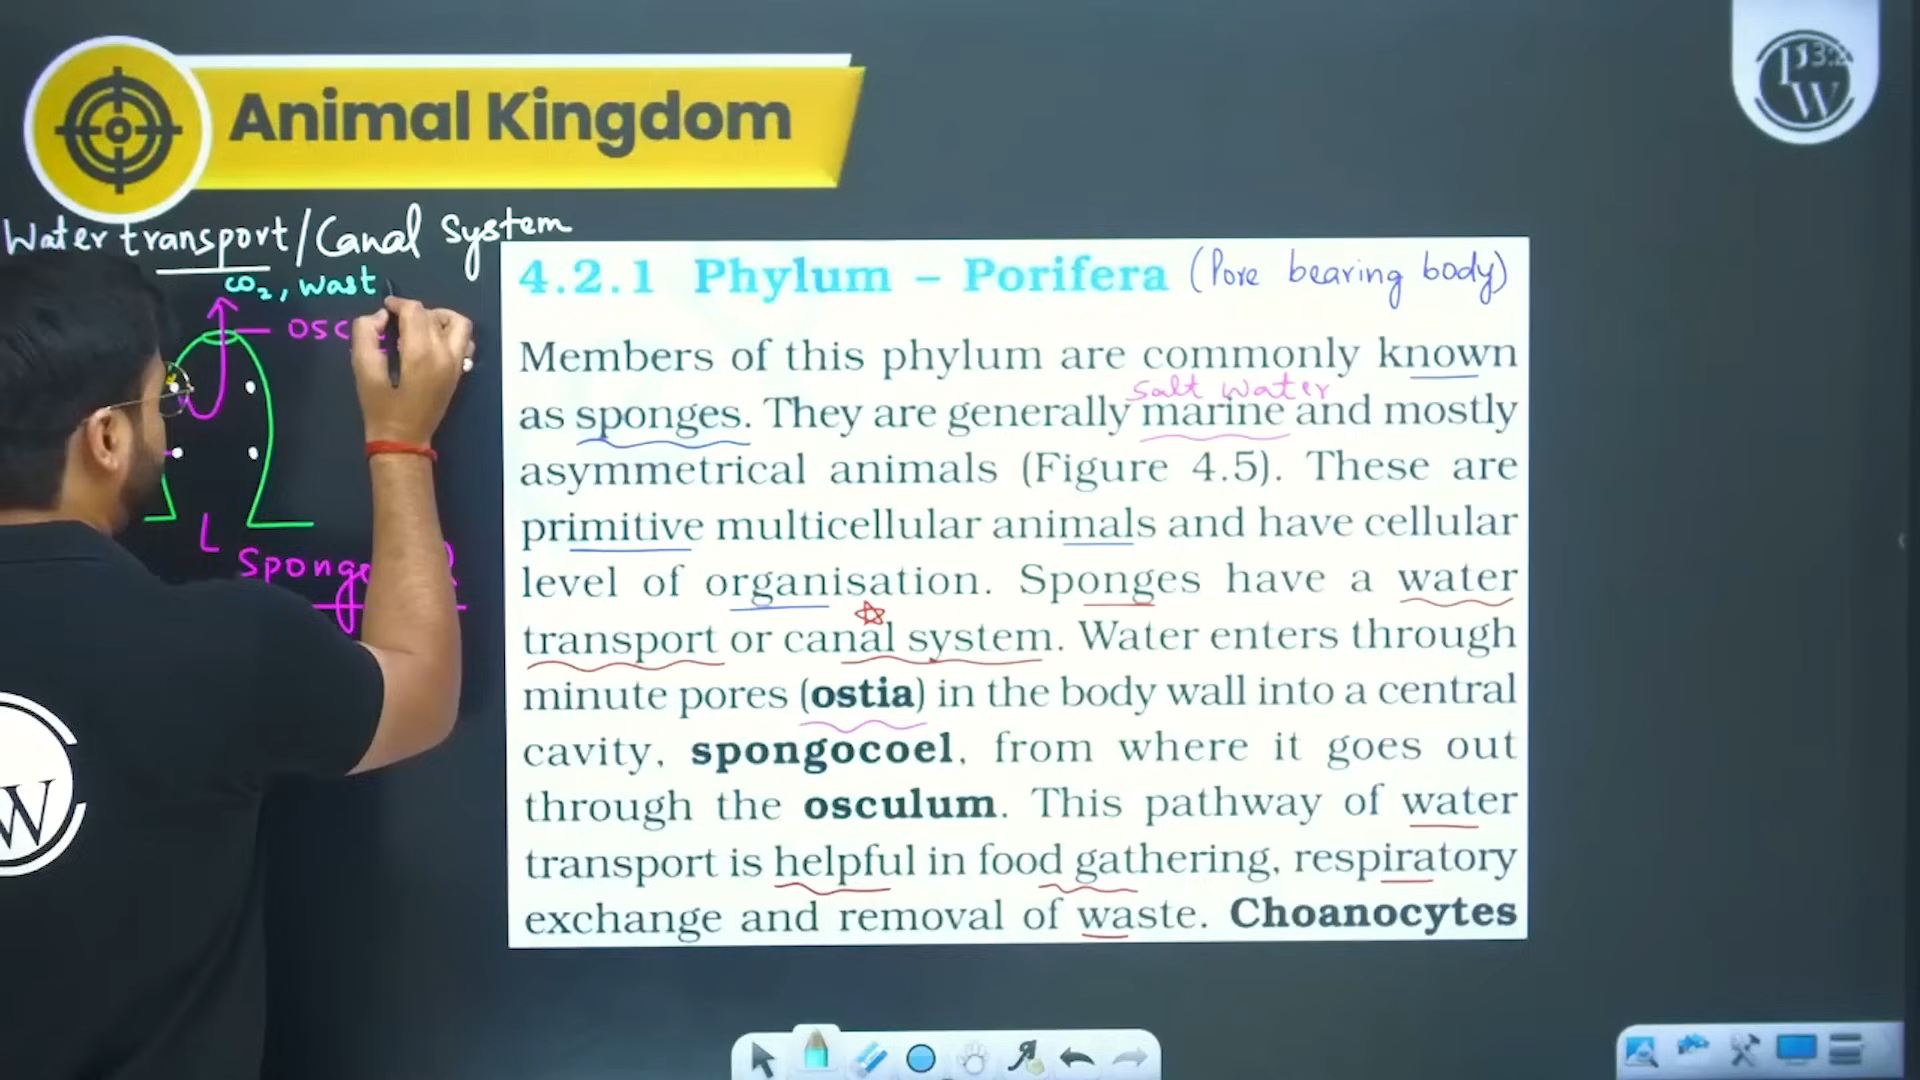 Animal Kingdom
PW
Water transport/Canal System
CO2, wast
OSC
L
Spong
4.2.1 Phylum – Porifera (Pore bearing body)
Members of this phylum are commonly known
salt water
as sponges. They are generally marine and mostly
asymmetrical animals (Figure 4.5). These are
primitive multicellular animals and have cellular
level of organisation. Sponges have a water
transport or canal system. Water enters through
minute pores (ostia) in the body wall into a central
cavity, spongocoel, from where it goes out
through the osculum. This pathway of water
transport is helpful in food gathering, respiratory
exchange and removal of waste. Choanocytes
W